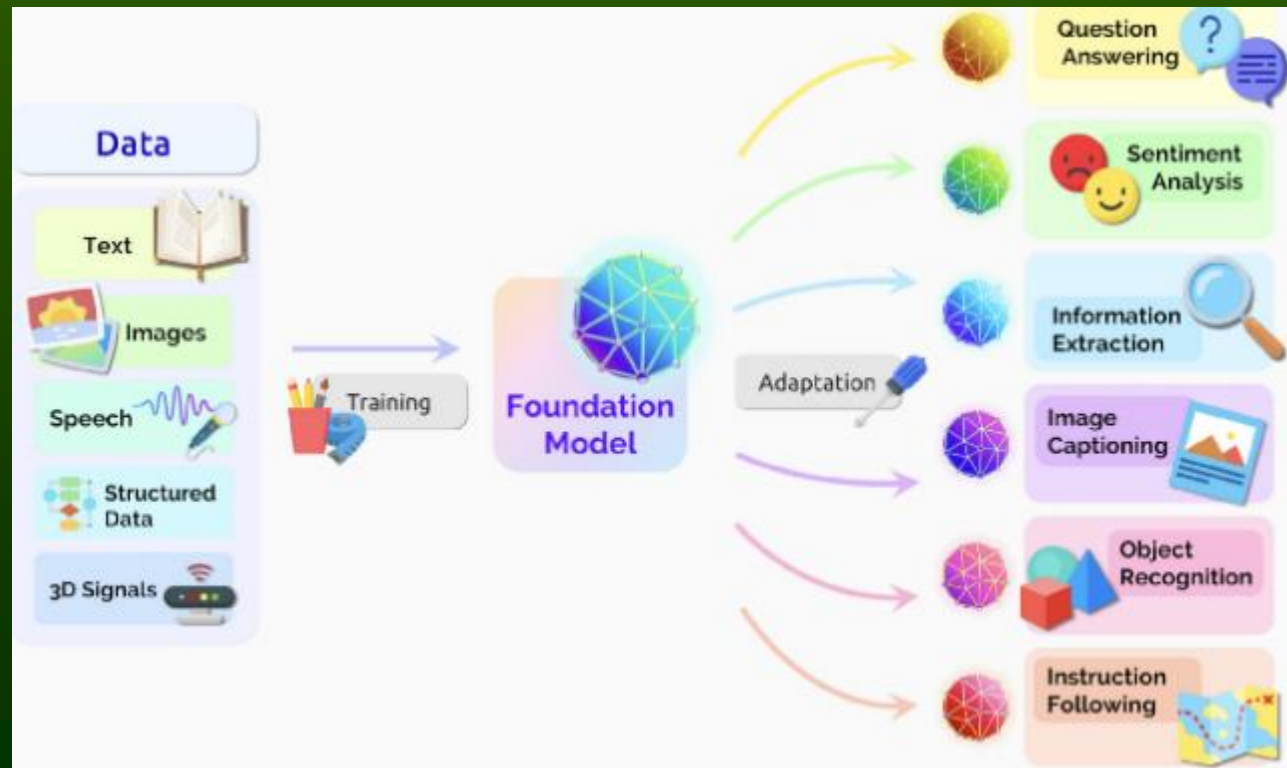 Data
Text
Images
Speech
Structured
Data
3D Signals
Training
Foundation
Model
Adaptation
Question
Answering
?
Sentiment
Analysis
Information
Extraction
Image
Captioning
Object
Recognition
Instruction
Following